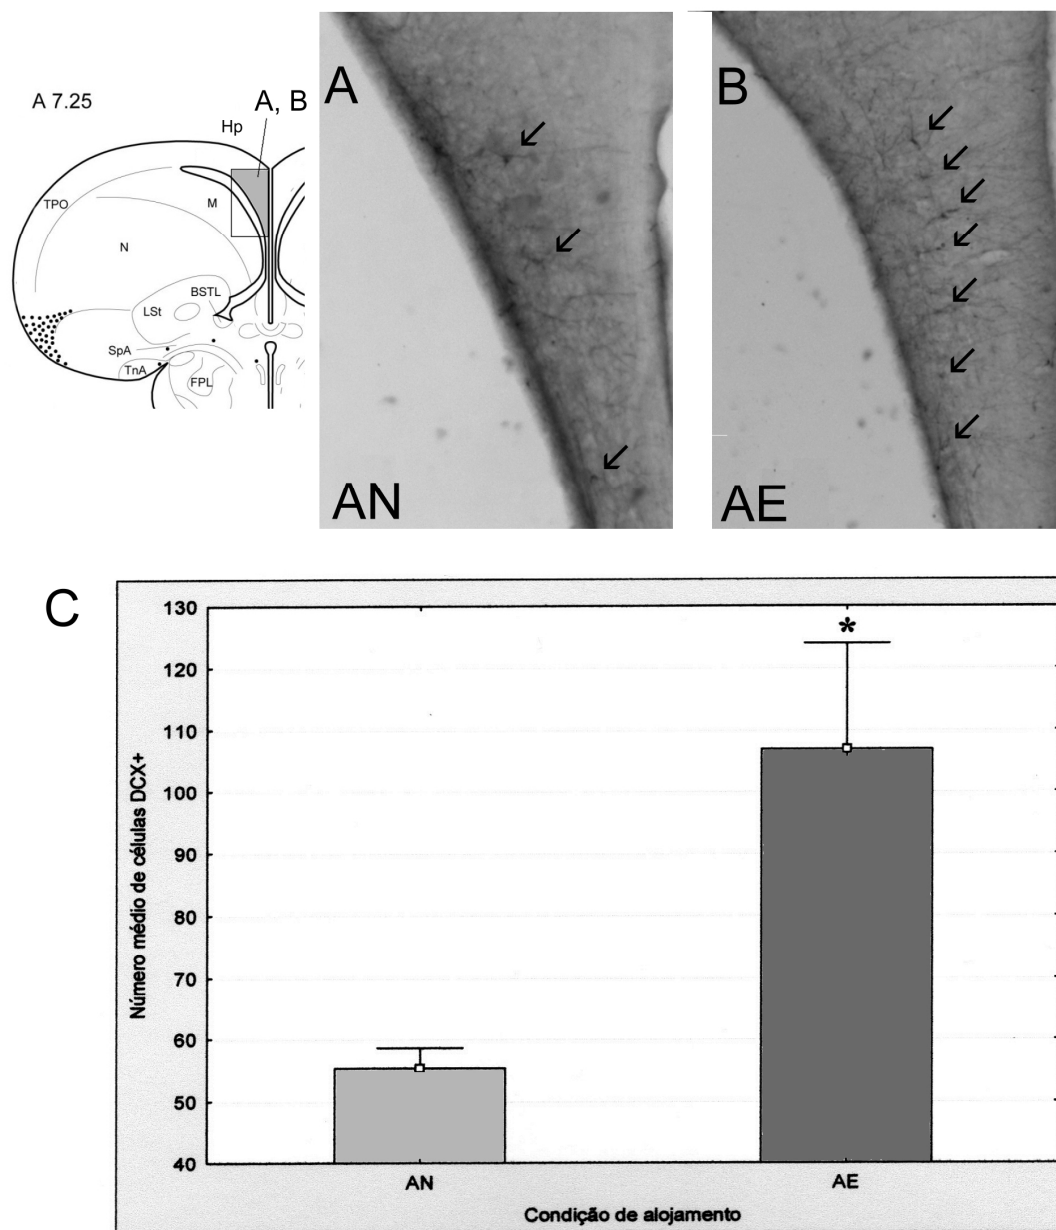 A 7.25
A, B
Hp
TPO
M
N
BSTL
LSt
SpA
TnA
FPL
A
AN
B
AE
C
Número médio de células DCX+
130
*
120
110
100
90
80
70
60
50
40
AN
AE
Condição de alojamento